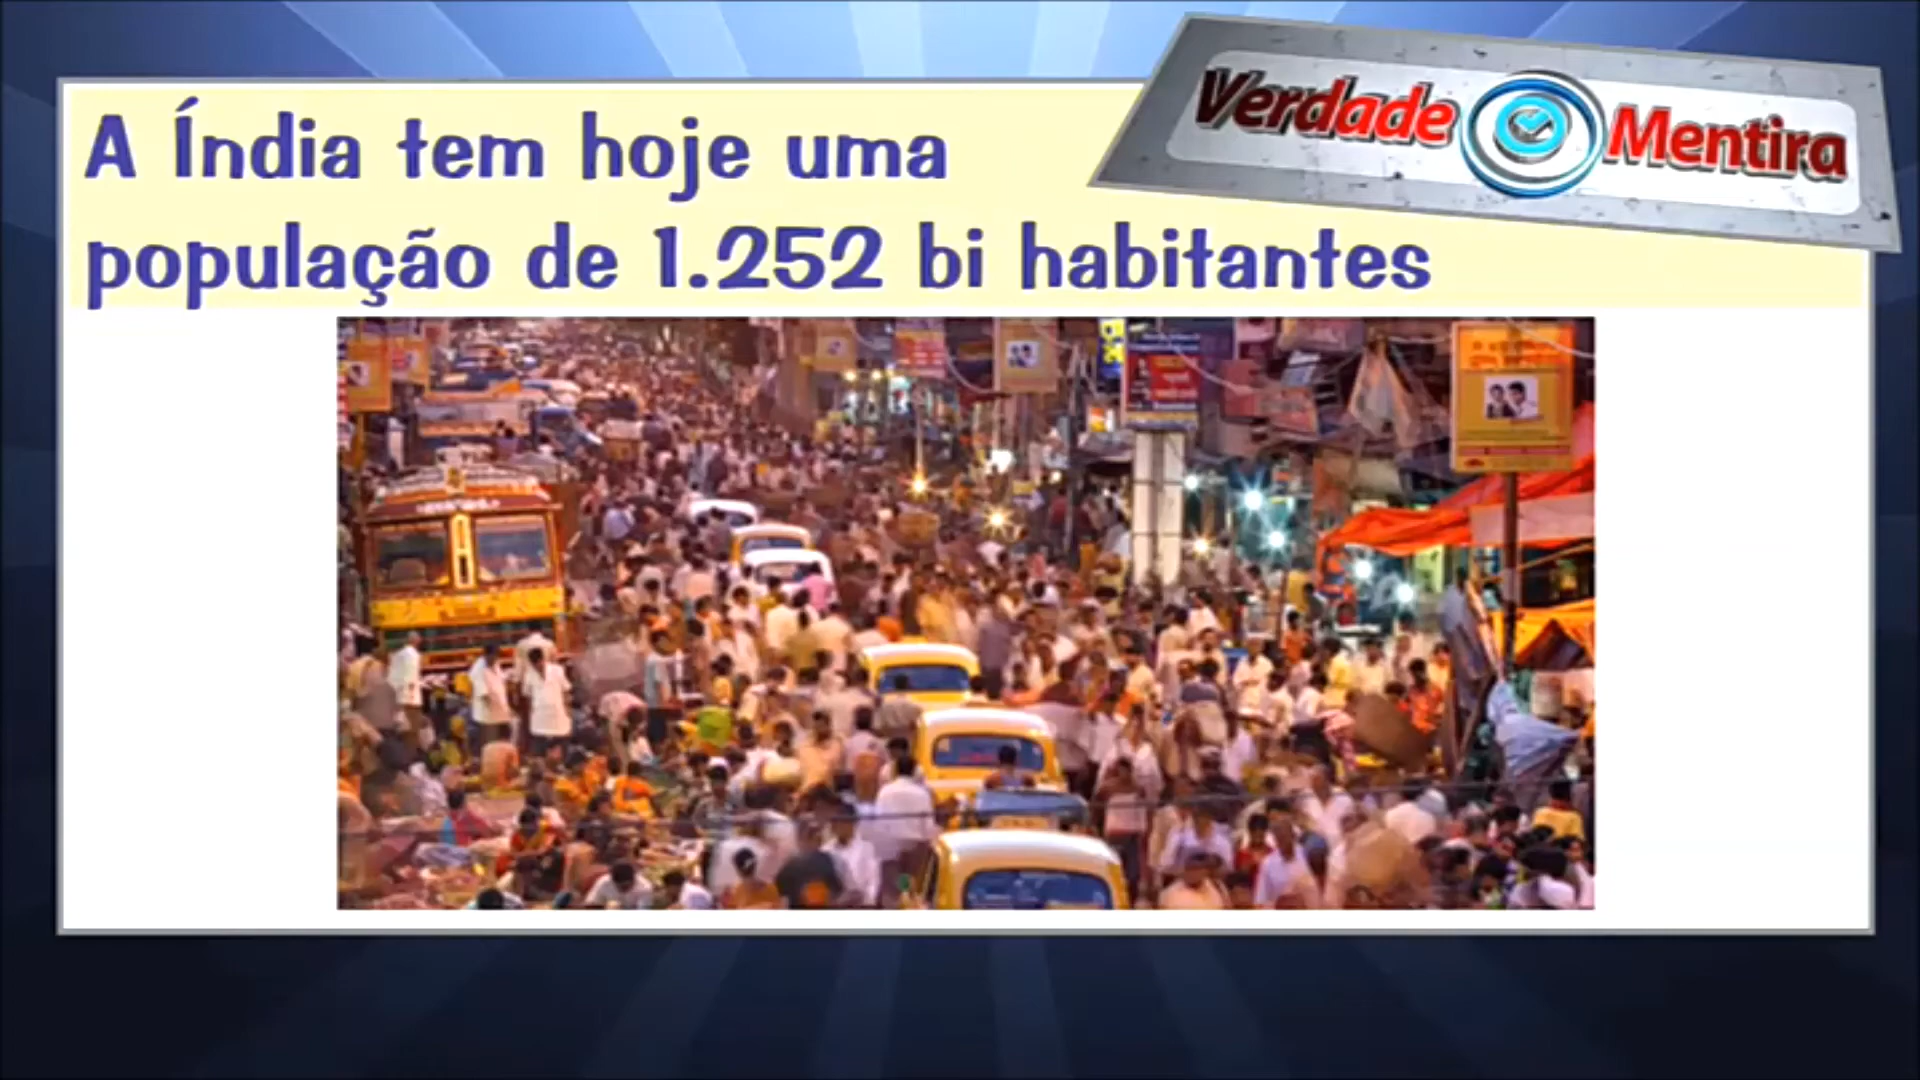 Verdade Mentira
A Índia tem hoje uma
população de 1.252 bi habitantes